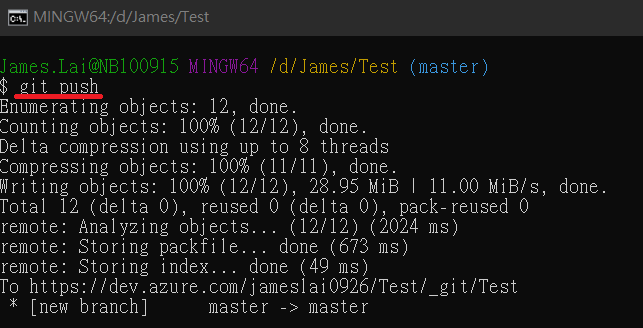 MINGW64:/d/James/Test
James.Lai@NB100915 MINGW64 /d/James/Test (master)
$ git push
Enumerating objects: 12, done.
Counting objects: 100% (12/12), done.
Delta compression using up to 8 threads
Compressing objects: 100% (11/11), done.
Writing objects: 100% (12/12), 28.95 MiB | 11.00 MiB/s, done.
Total 12 (delta 0), reused 0 (delta 0), pack-reused 0
remote: Analyzing objects... (12/12) (2024 ms)
remote: Storing packfile... done (673 ms)
remote: Storing index... done (49 ms)
To https://dev.azure.com/jameslai0926/Test/_git/Test
 * [new branch]      master -> master